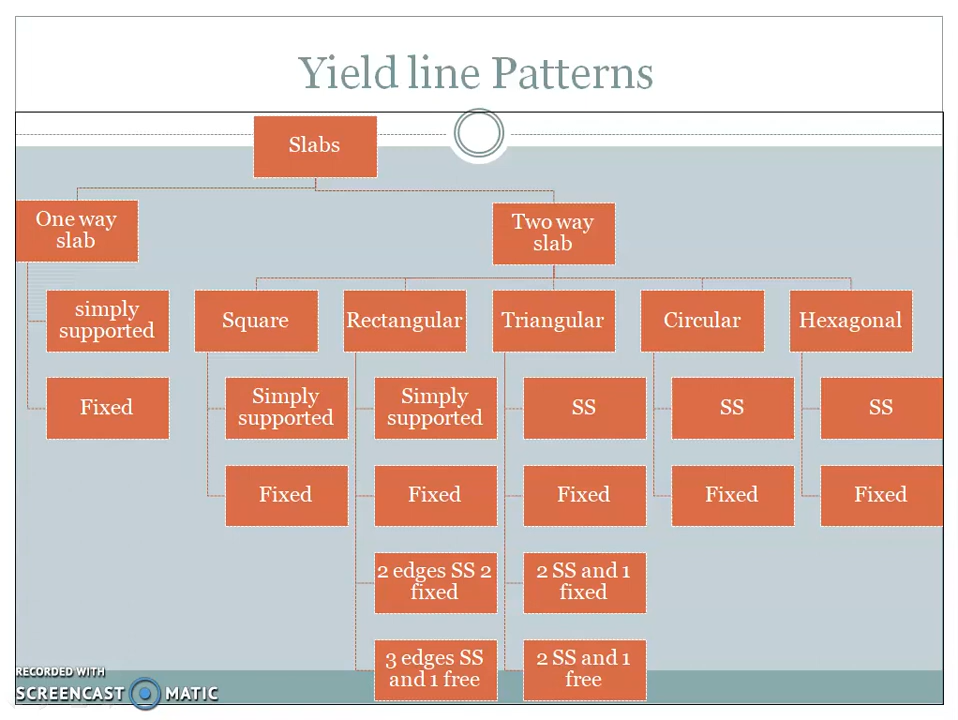 Yield line Patterns
Slabs
One way
slab
Two way
slab
simply
supported
Fixed
Square
Rectangular
Triangular
Circular
Hexagonal
Simply
supported
Simply
supported
SS
SS
SS
Fixed
Fixed
Fixed
Fixed
Fixed
2 edges SS 2
fixed
2 SS and 1
fixed
3 edges SS
and 1 free
2 SS and 1
free
RECORDED WITH
SCREENCAST MATIC